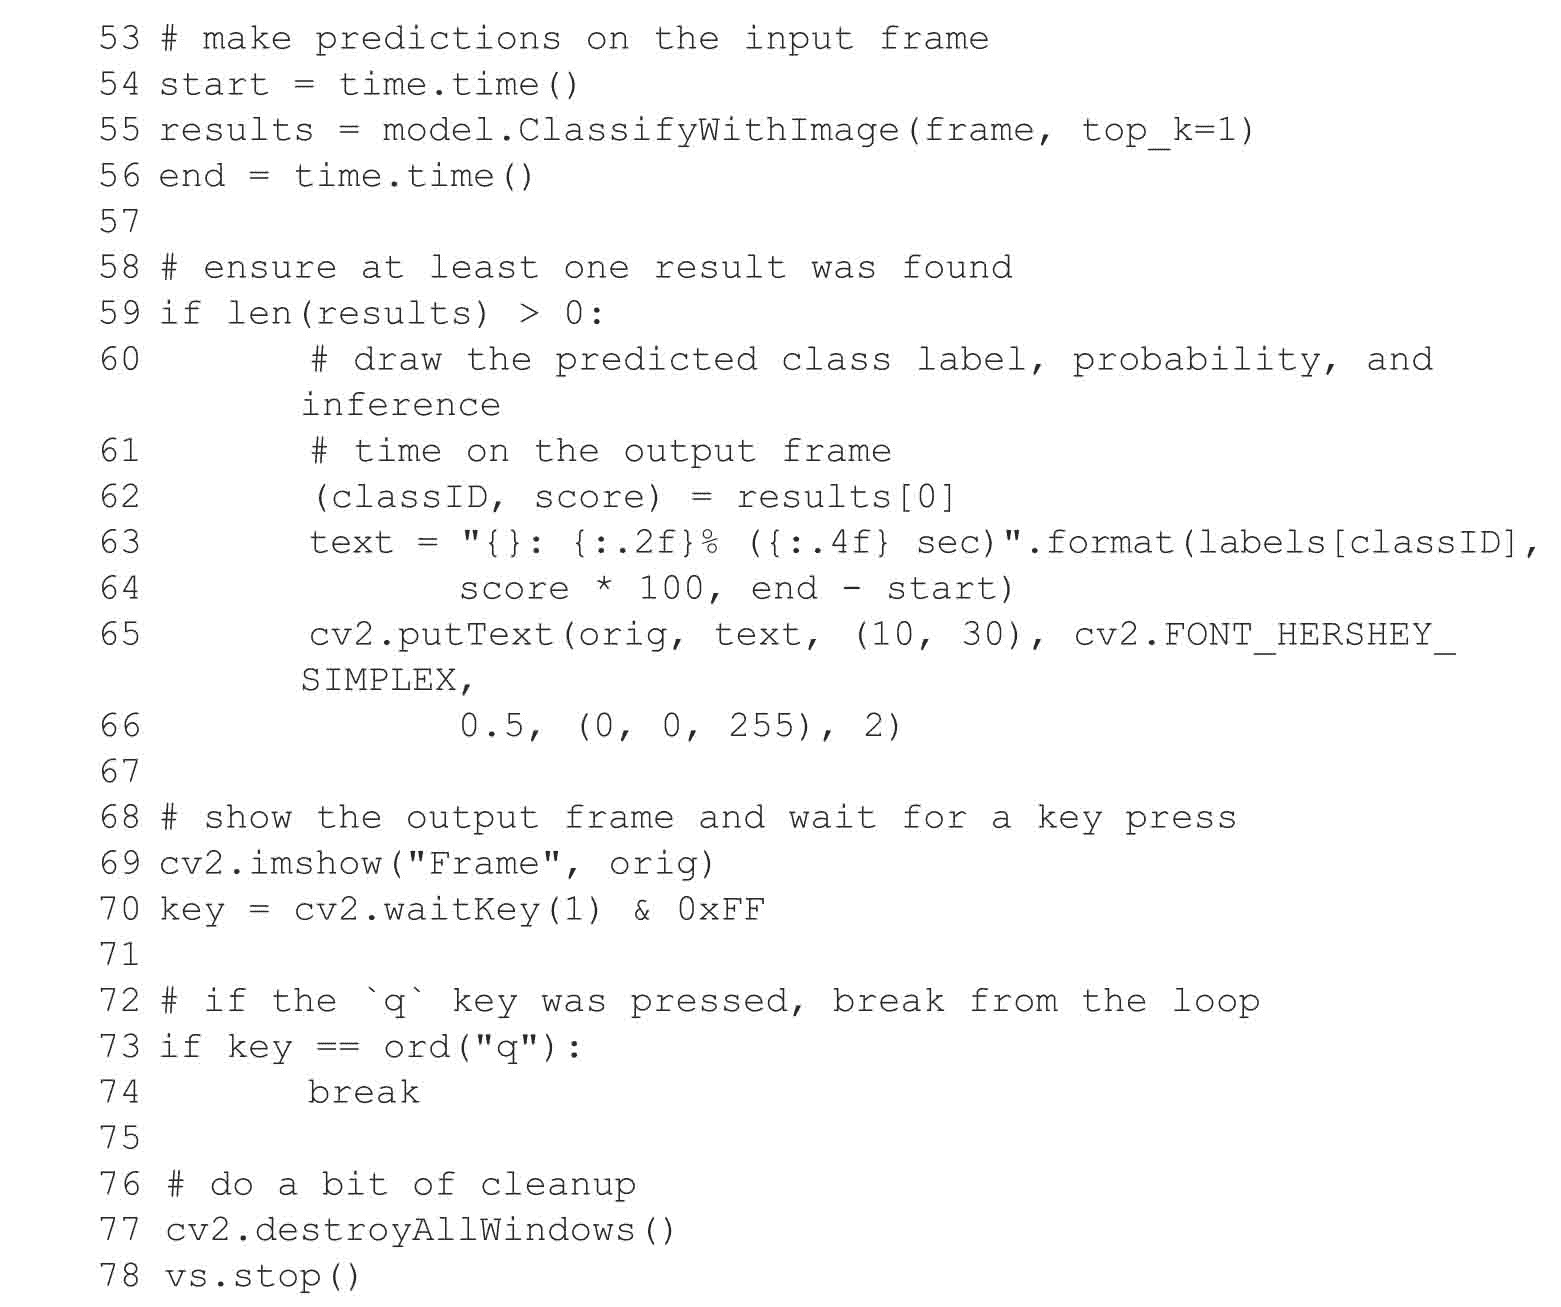 53 # make predictions on the input frame
54 start = time.time()
55 results = model.ClassifyWithImage(frame, top_k=1)
56 end = time.time()
57
58 # ensure at least one result was found
59 if len(results) > 0:
60 # draw the predicted class label, probability, and
inference
61 # time on the output frame
62 (classID, score) = results[0]
63 text = "{}: {:.2f}% ({:.4f} sec)".format(labels[classID],
64 score * 100, end - start)
65 cv2.putText(orig, text, (10, 30), cv2.FONT_HERSHEY_
SIMPLEX,
66 0.5, (0, 0, 255), 2)
67
68 # show the output frame and wait for a key press
69 cv2.imshow("Frame", orig)
70 key = cv2.waitKey(1) & 0xFF
71
72 # if the `q` key was pressed, break from the loop
73 if key == ord("q"):
74 break
75
76 # do a bit of cleanup
77 cv2.destroyAllWindows()
78 vs.stop()